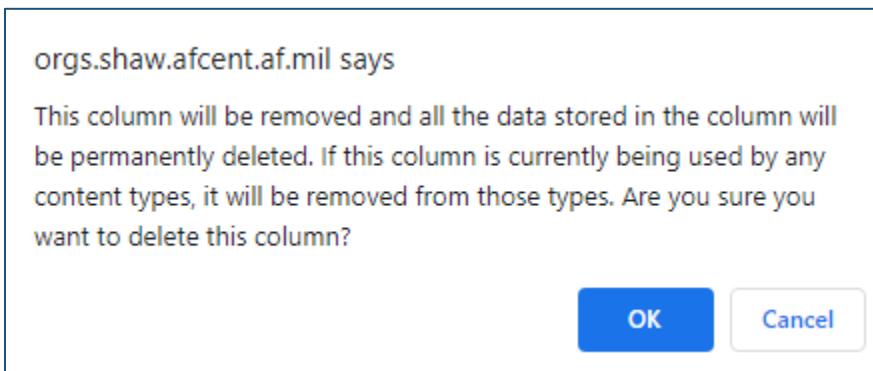 orgs.shaw.afcent.af.mil says
This column will be removed and all the data stored in the column will
be permanently deleted. If this column is currently being used by any
content types, it will be removed from those types. Are you sure you
want to delete this column?
OK
Cancel